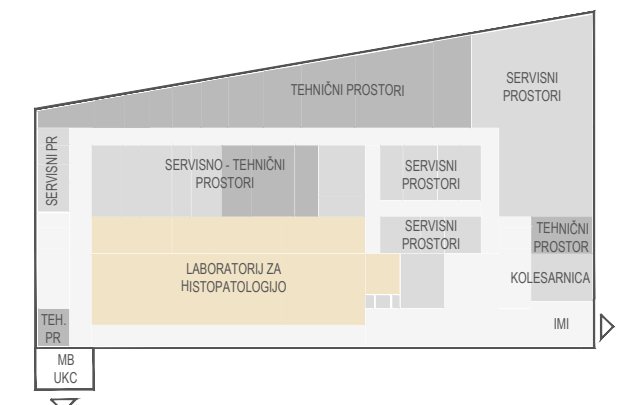 TEHNIČNI PROSTORI
SERVISNI
PROSTORI
SERVISNI PR
SERVISNO - TEHNIČNI
PROSTORI
SERVISNI
PROSTORI
SERVISNI
PROSTORI
TEHNIČNI
PROSTOR
LABORATORIJ ZA
HISTOPATOLOGIJO
KOLESARNICA
TEH.
PR
IMI
MB
UKC